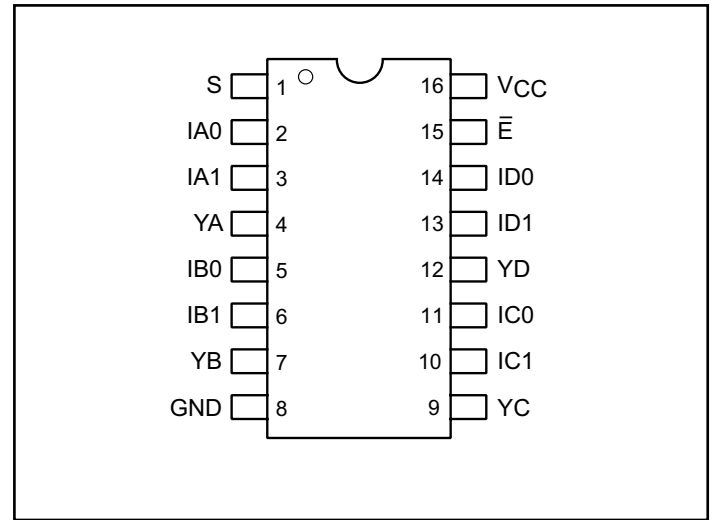 S 1 16 VCC
IA0 2 15 E̅
IA1 3 14 ID0
YA 4 13 ID1
IB0 5 12 YD
IB1 6 11 IC0
YB 7 10 IC1
GND 8 9 YC